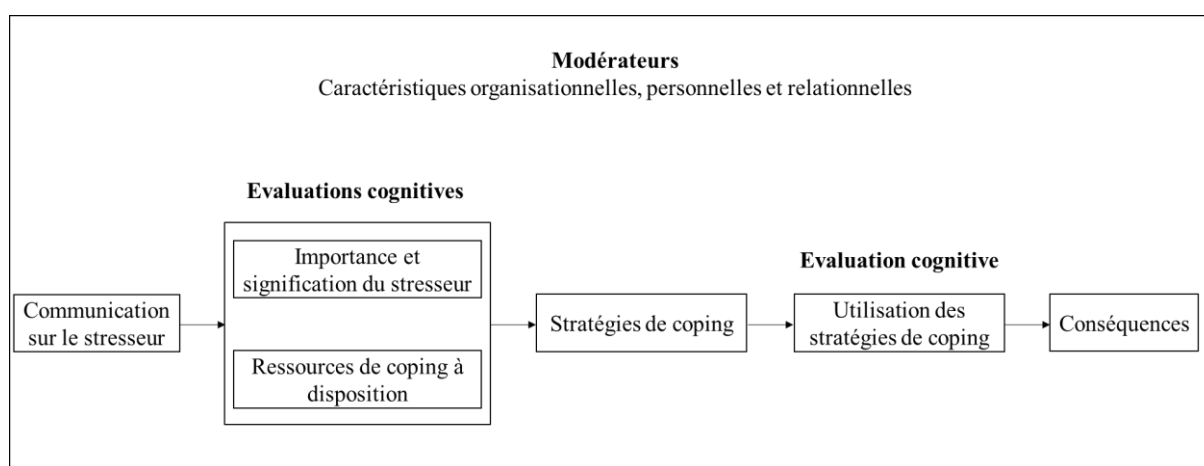 Modérateurs
Caractéristiques organisationnelles, personnelles et relationnelles
Evaluations cognitives
Importance et
signification du stresseur
Ressources de coping à
disposition
Communication
sur le stresseur
Stratégies de coping
Evaluation cognitive
Utilisation des
stratégies de coping
Conséquences